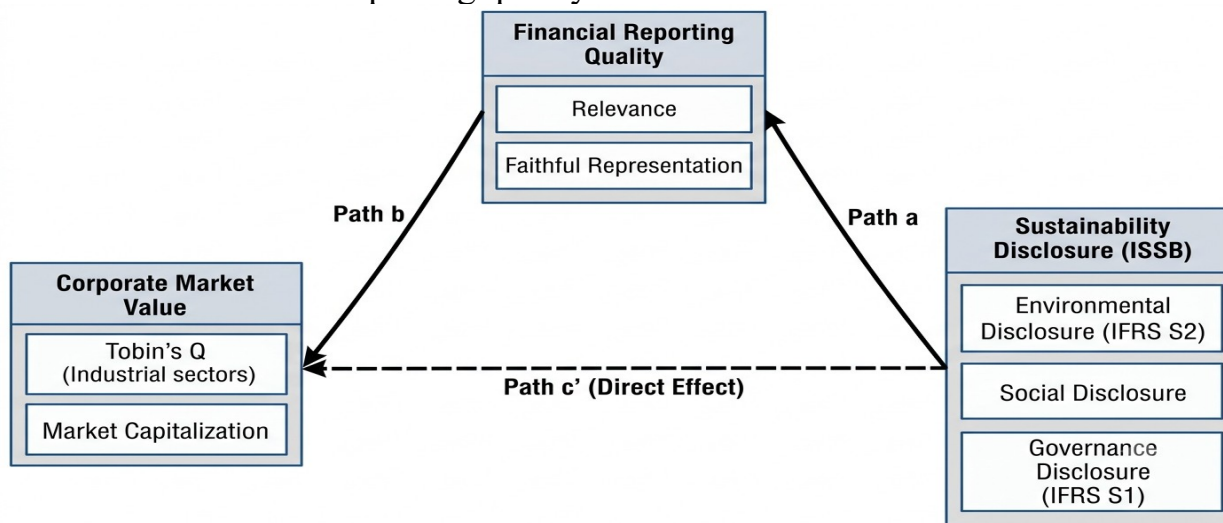 Financial Reporting
Quality
Relevance
Faithful Representation
Path b
Path a
Sustainability
Disclosure (ISSB)
Environmental
Disclosure (IFRS S2)
Social Disclosure
Governance
Disclosure
(IFRS S1)
Corporate Market
Value
Tobin's Q
(Industrial sectors)
Market Capitalization
Path c' (Direct Effect)